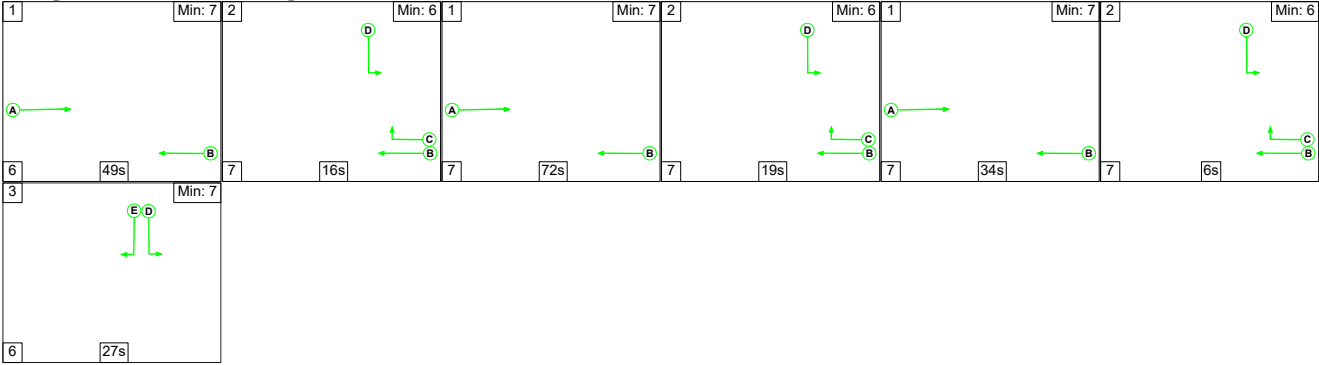 1 Min: 7 2 Min: 6 1 Min: 7 2 Min: 6 1 Min: 7 2 Min: 6
D D D
A A A
C C C
B B B B B B
6 49s 7 16s 7 72s 7 19s 7 34s 7 6s
3 Min: 7
E D
6 27s